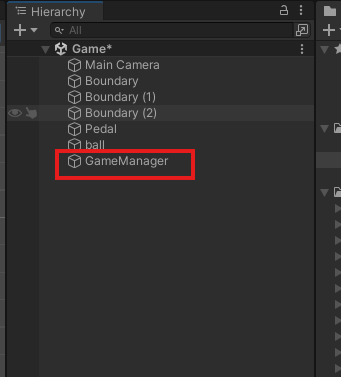 Hierarchy
All
Game*
Main Camera
Boundary
Boundary (1)
Boundary (2)
Pedal
ball
GameManager